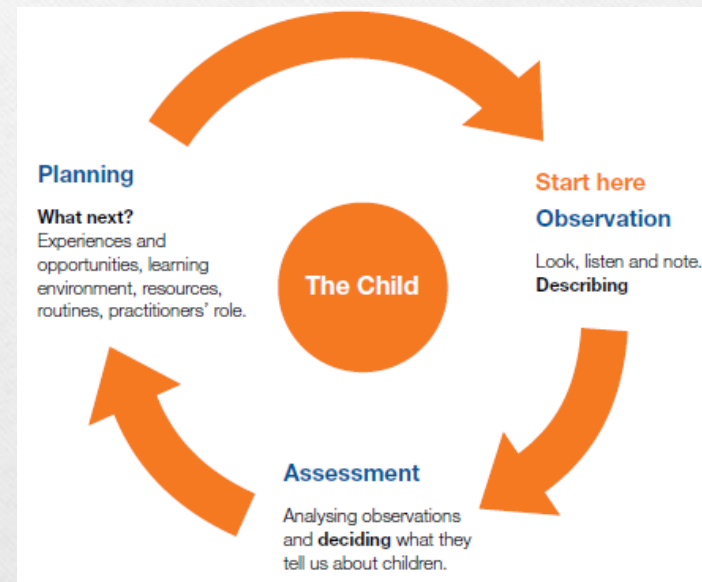 Planning
What next?
Experiences and
opportunities, learning
environment, resources,
routines, practitioners' role.
The Child
Start here
Observation
Look, listen and note.
Describing
Assessment
Analysing observations
and deciding what they
tell us about children.